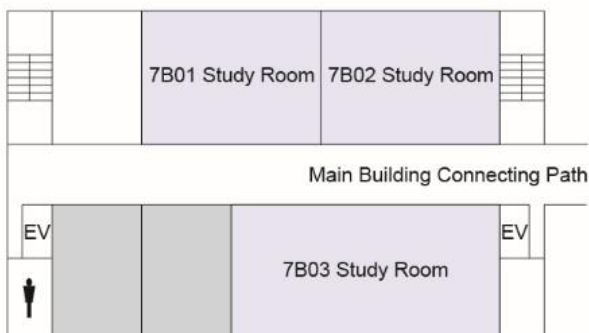 7B01 Study Room
7B02 Study Room
Main Building Connecting Path
EV
EV
7B03 Study Room